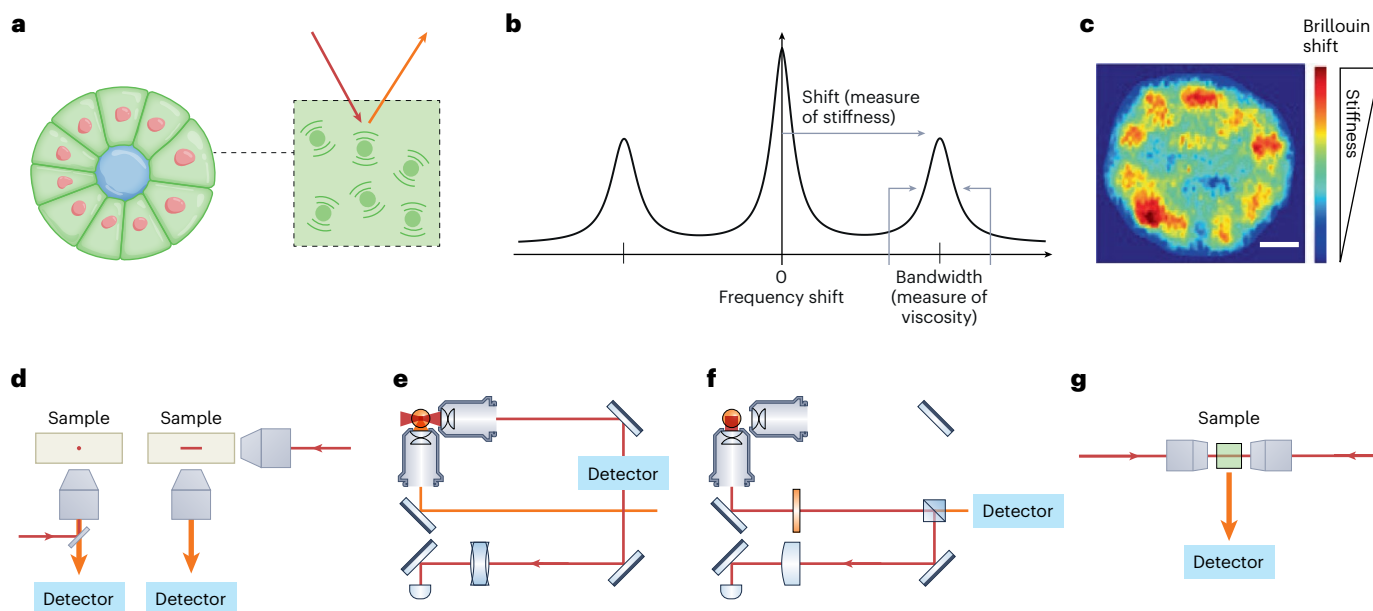 a
b
Shift (measure
of stiffness)
0
Frequency shift
Bandwidth
(measure of
viscosity)
c
Brillouin
shift
Stiffness
d
Sample
Sample
Detector
Detector
e
Detector
f
Detector
g
Sample
Detector